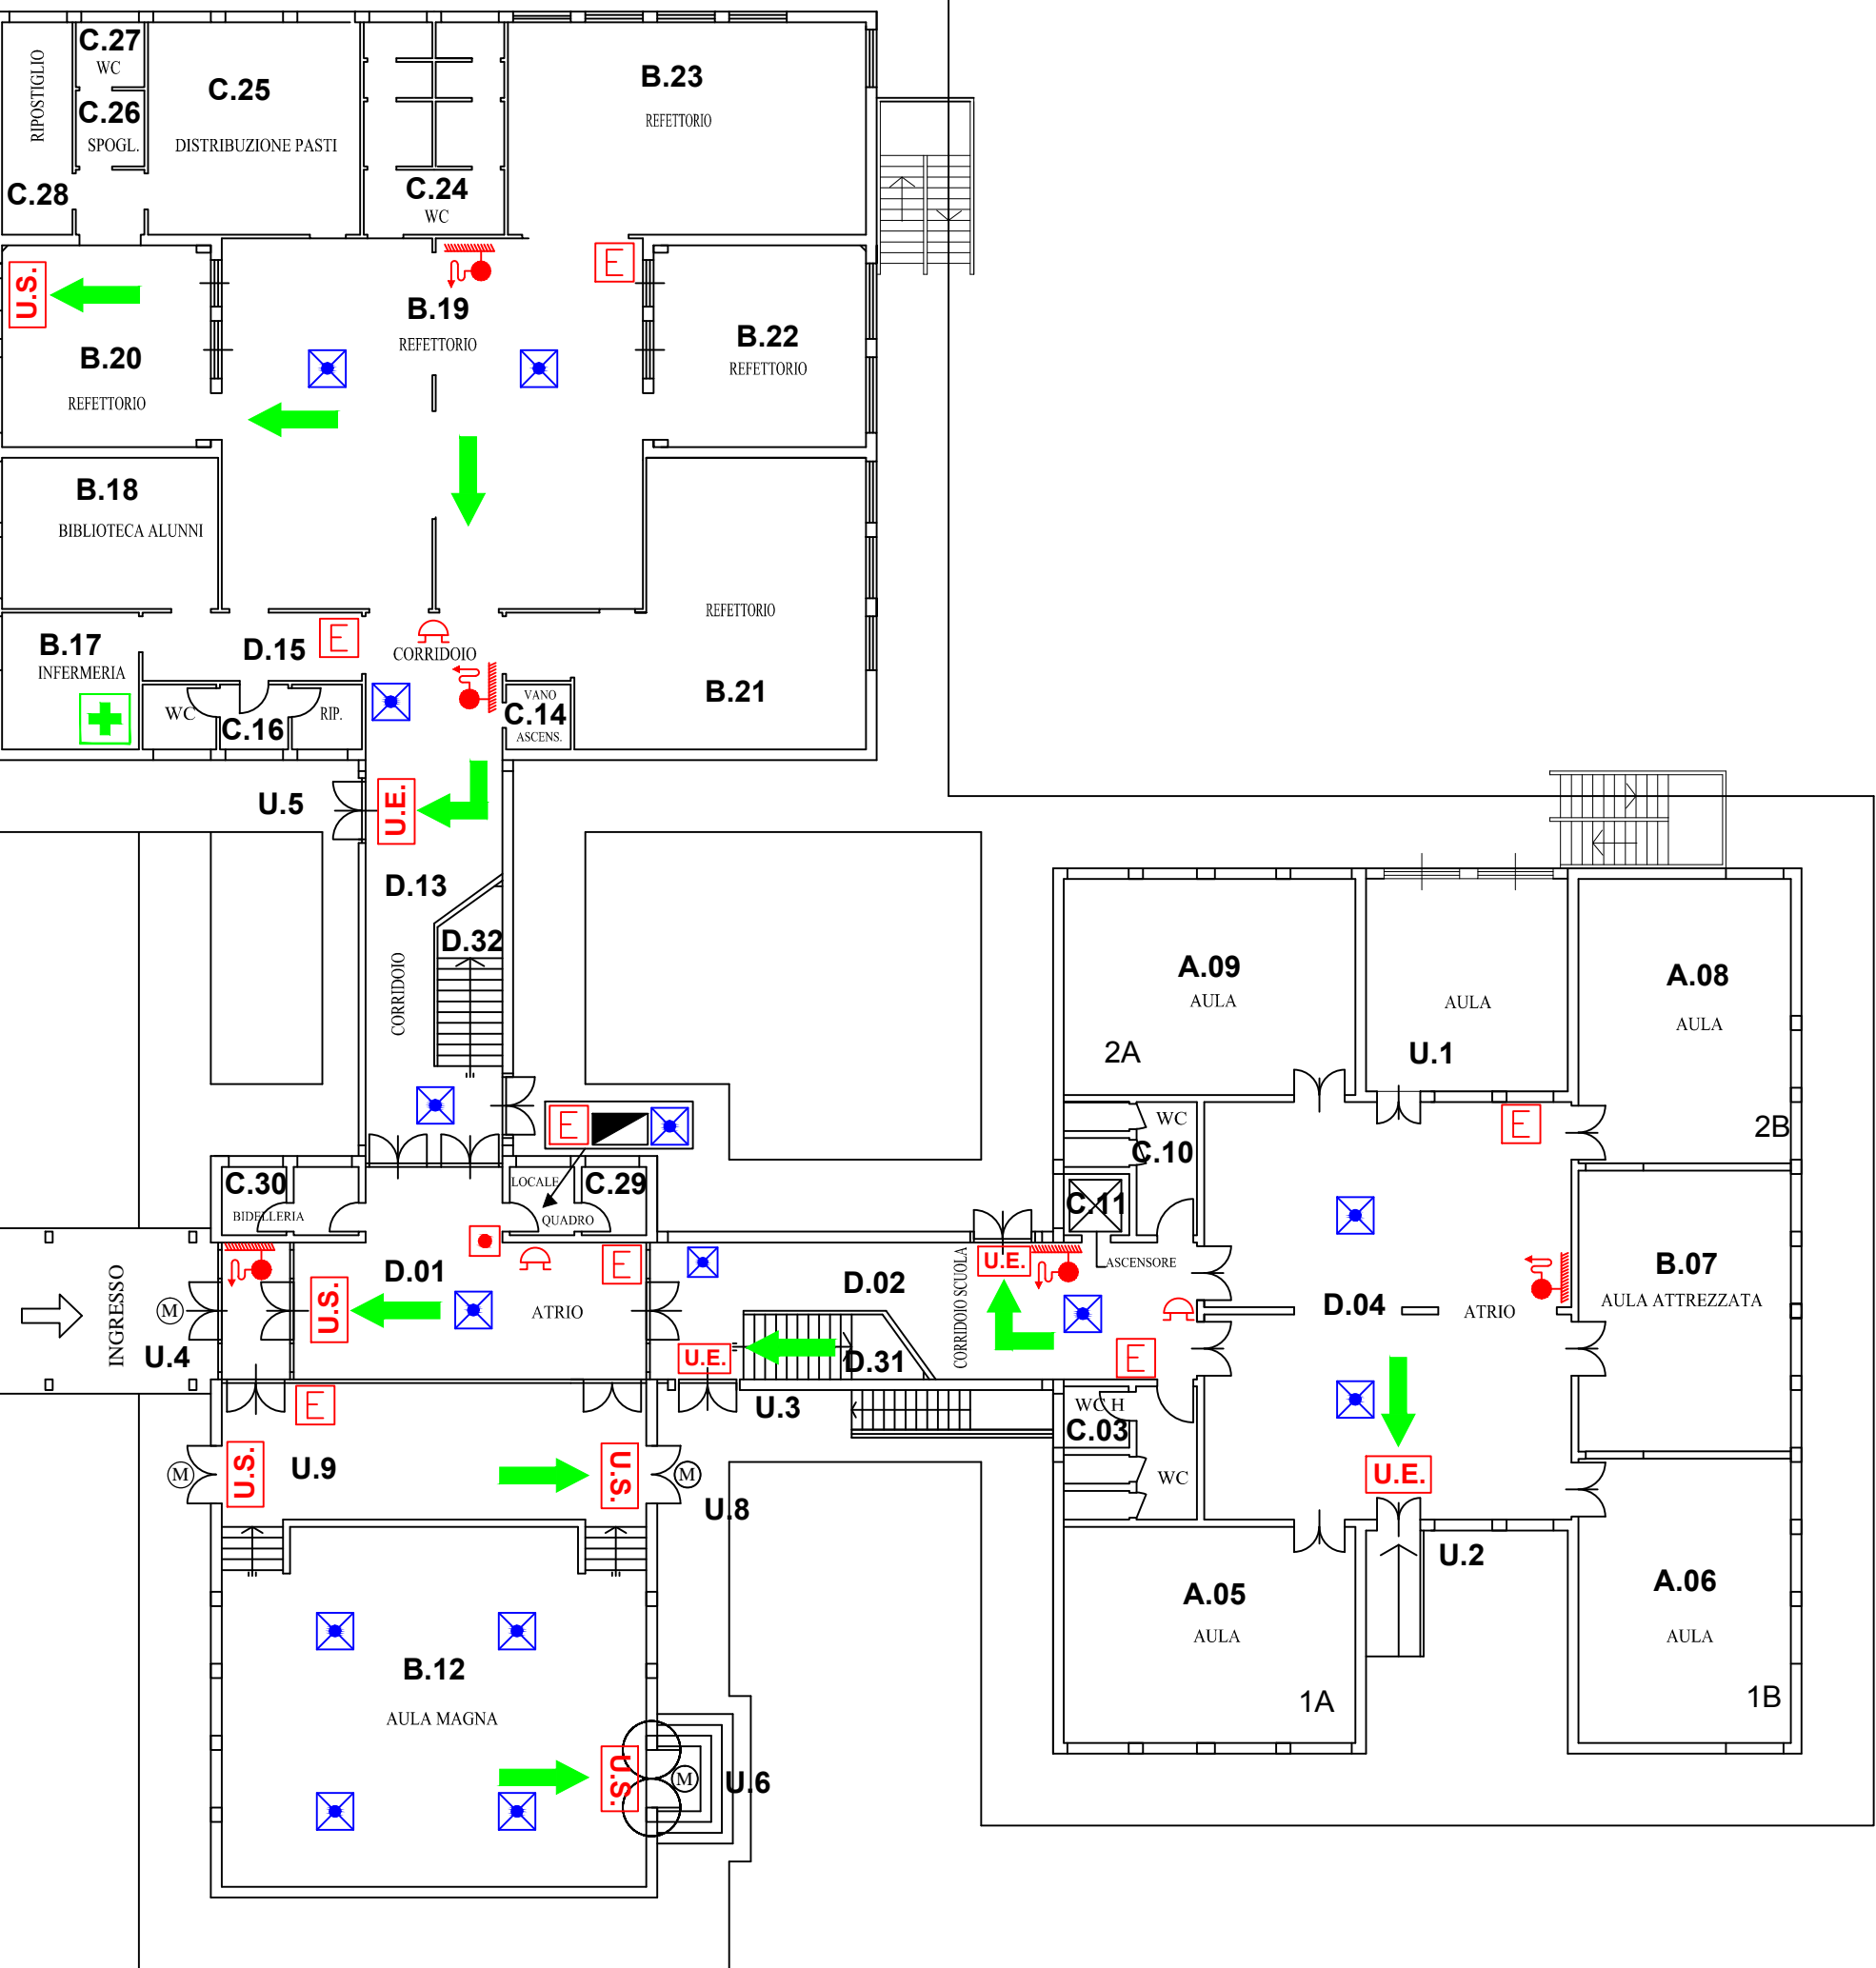 C.27
WC
RIPOSTIGLIO
C.26
SPOGL.
C.28
C.25
DISTRIBUZIONE PASTI
C.24
WC
B.23
REFETTORIO
U.S.
B.20
REFETTORIO
B.19
REFETTORIO
E
B.22
REFETTORIO
B.18
BIBLIOTECA ALUNNI
B.17
INFERMERIA
D.15
E
CORRIDOIO
REFETTORIO
B.21
WC
C.16
RIP.
VANO
C.14
ASCENS.
U.5
U.E.
D.13
D.32
CORRIDOIO
E
A.09
AULA
2A
AULA
U.1
A.08
AULA
2B
WC
C.10
E
C.11
ASCENSORE
C.30
BIDELLERIA
LOCALE
QUADRO
C.29
INGRESSO
M
U.4
U.S.
D.01
ATRIO
E
D.02
CORRIDOIO SCUOLA
U.E.
D.31
U.E.
U.3
E
D.04
ATRIO
B.07
AULA ATTREZZATA
WC H
C.03
WC
U.E.
U.2
E
M
U.S.
U.9
U.S.
M
U.8
B.12
AULA MAGNA
U.S.
M
U.6
A.05
AULA
1A
A.06
AULA
1B